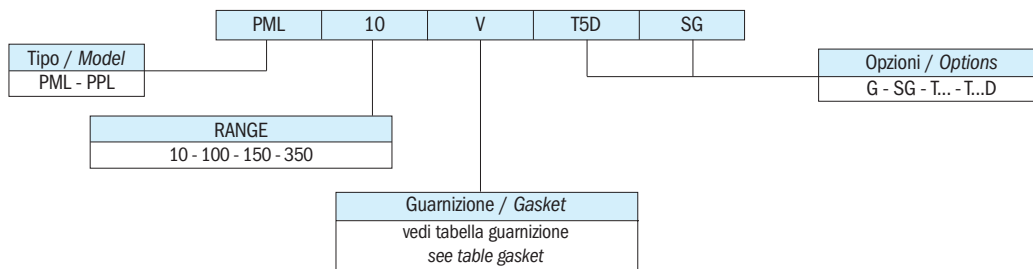 PML 10 V T5D SG
Tipo / Model
PML - PPL
Opzioni / Options
G - SG - T... - T...D
RANGE
10 - 100 - 150 - 350
Guarnizione / Gasket
vedi tabella guarnizione
see table gasket